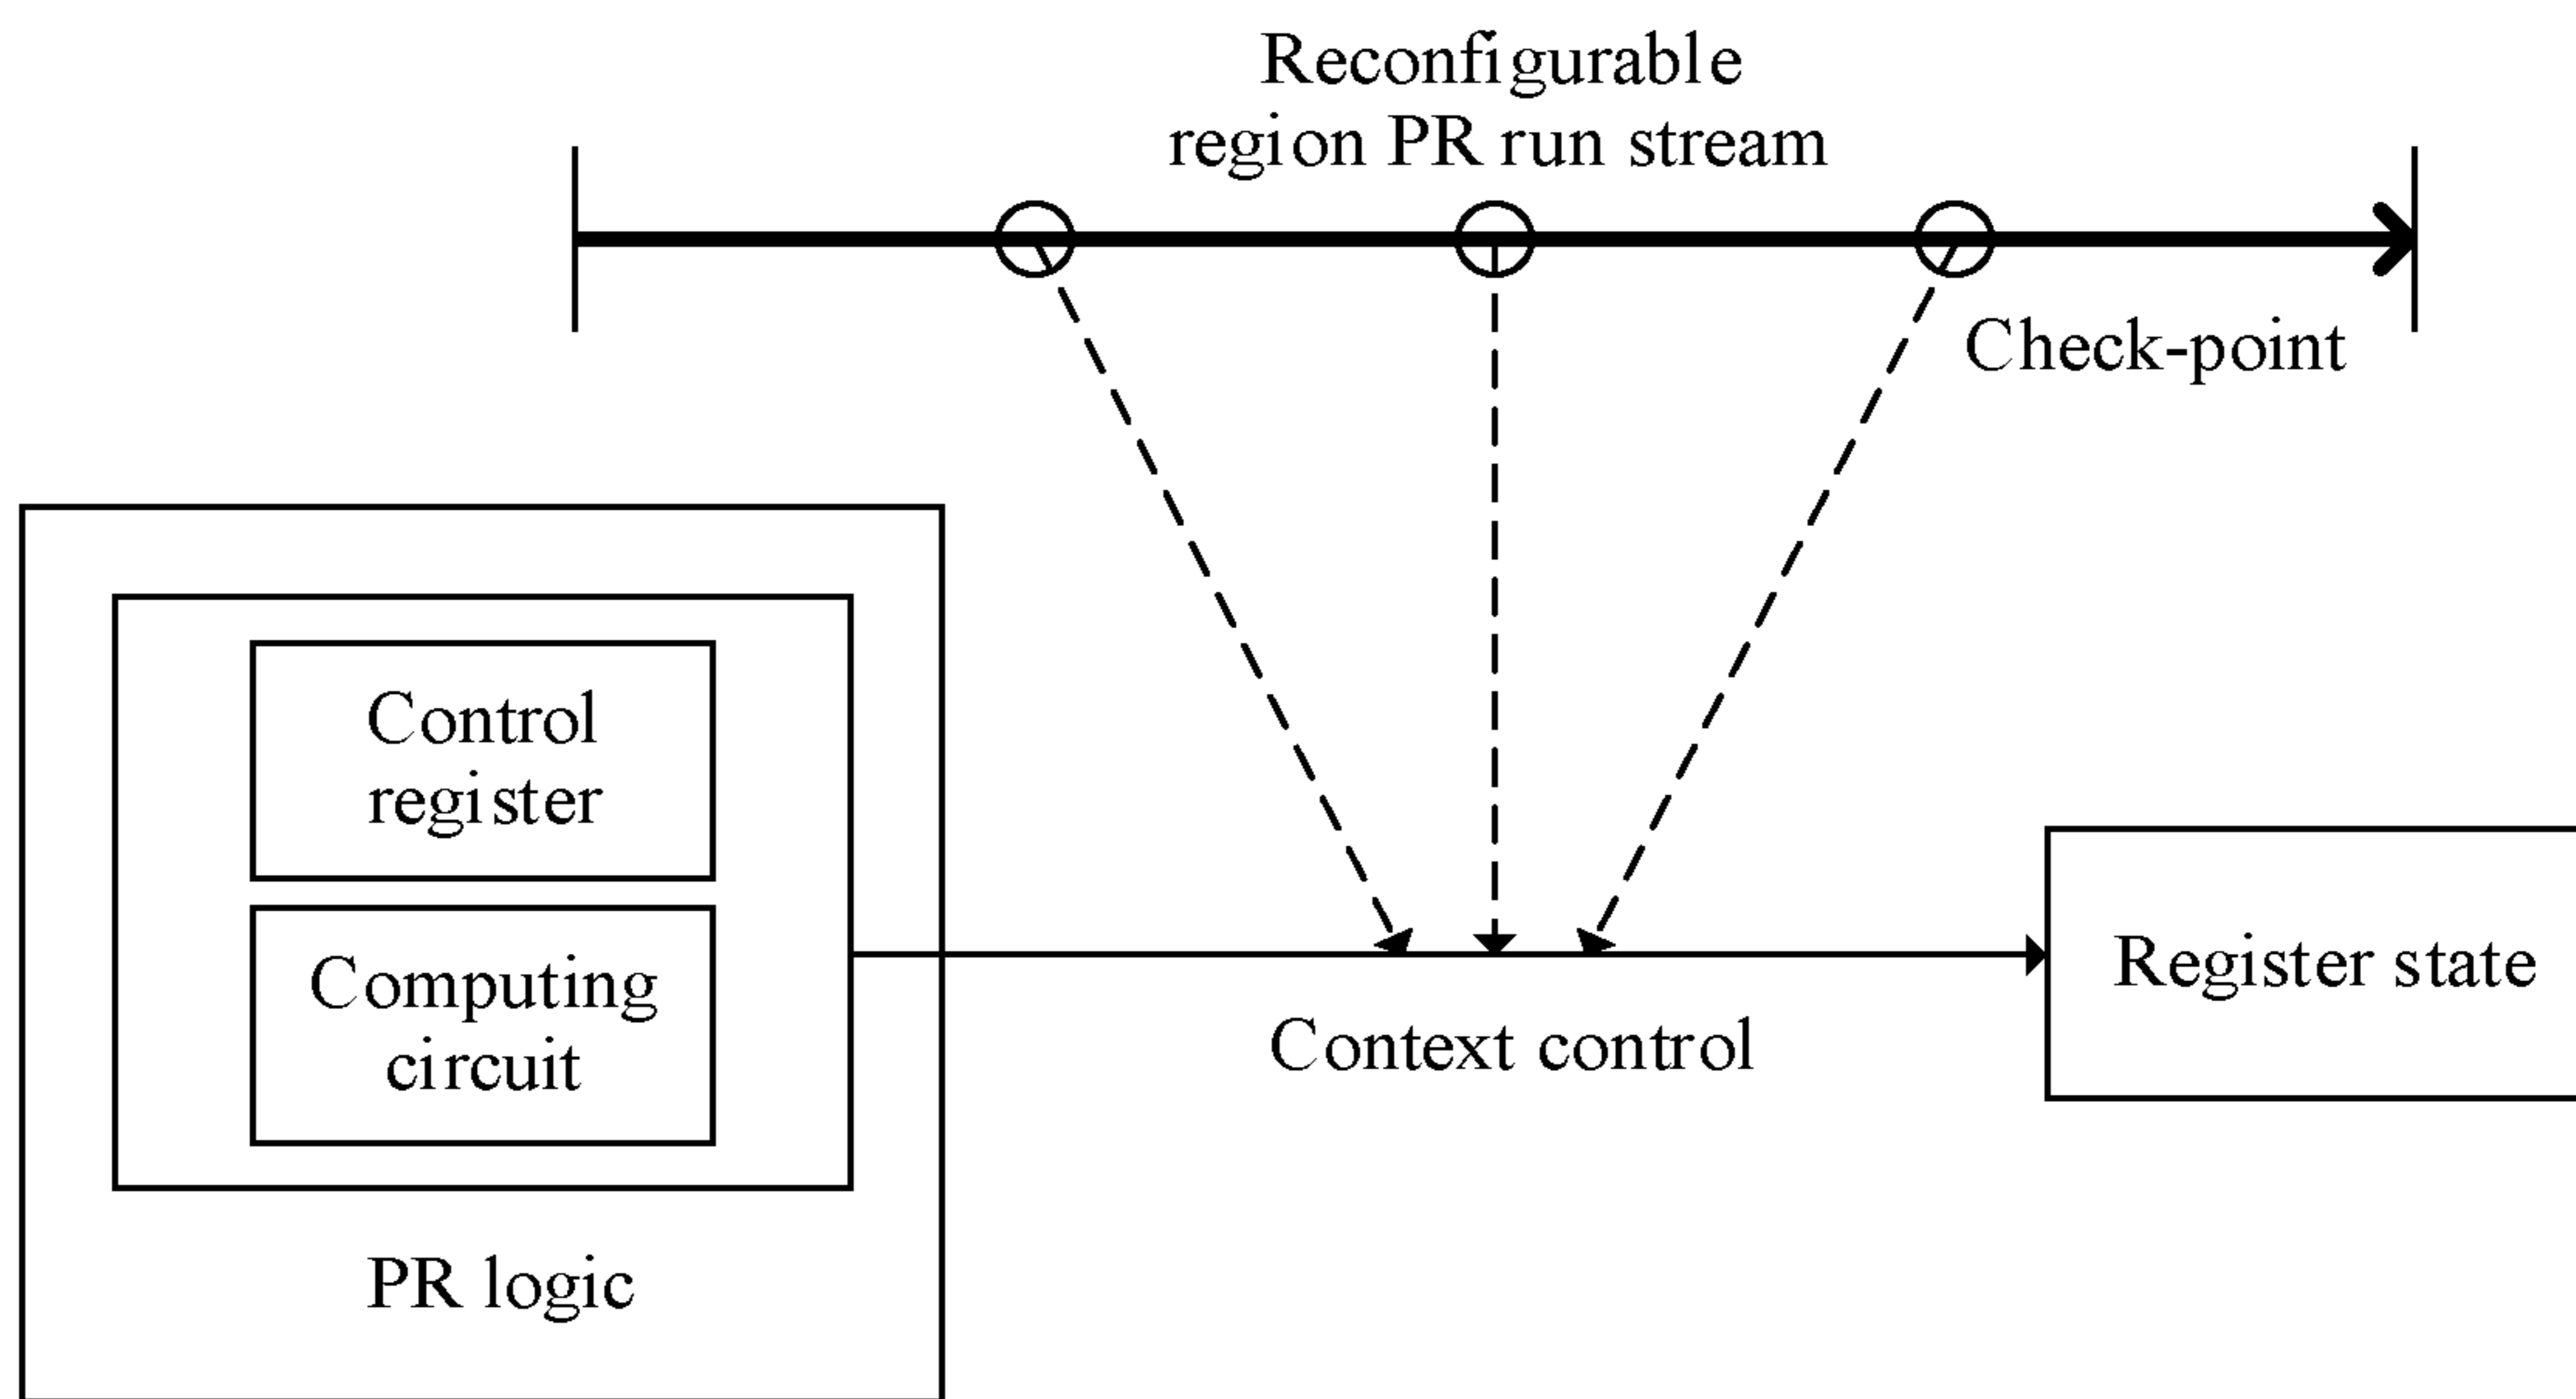 Reconfigurable
region PR run stream
Check-point
Control
register
Computing
circuit
PR logic
Context control
Register state